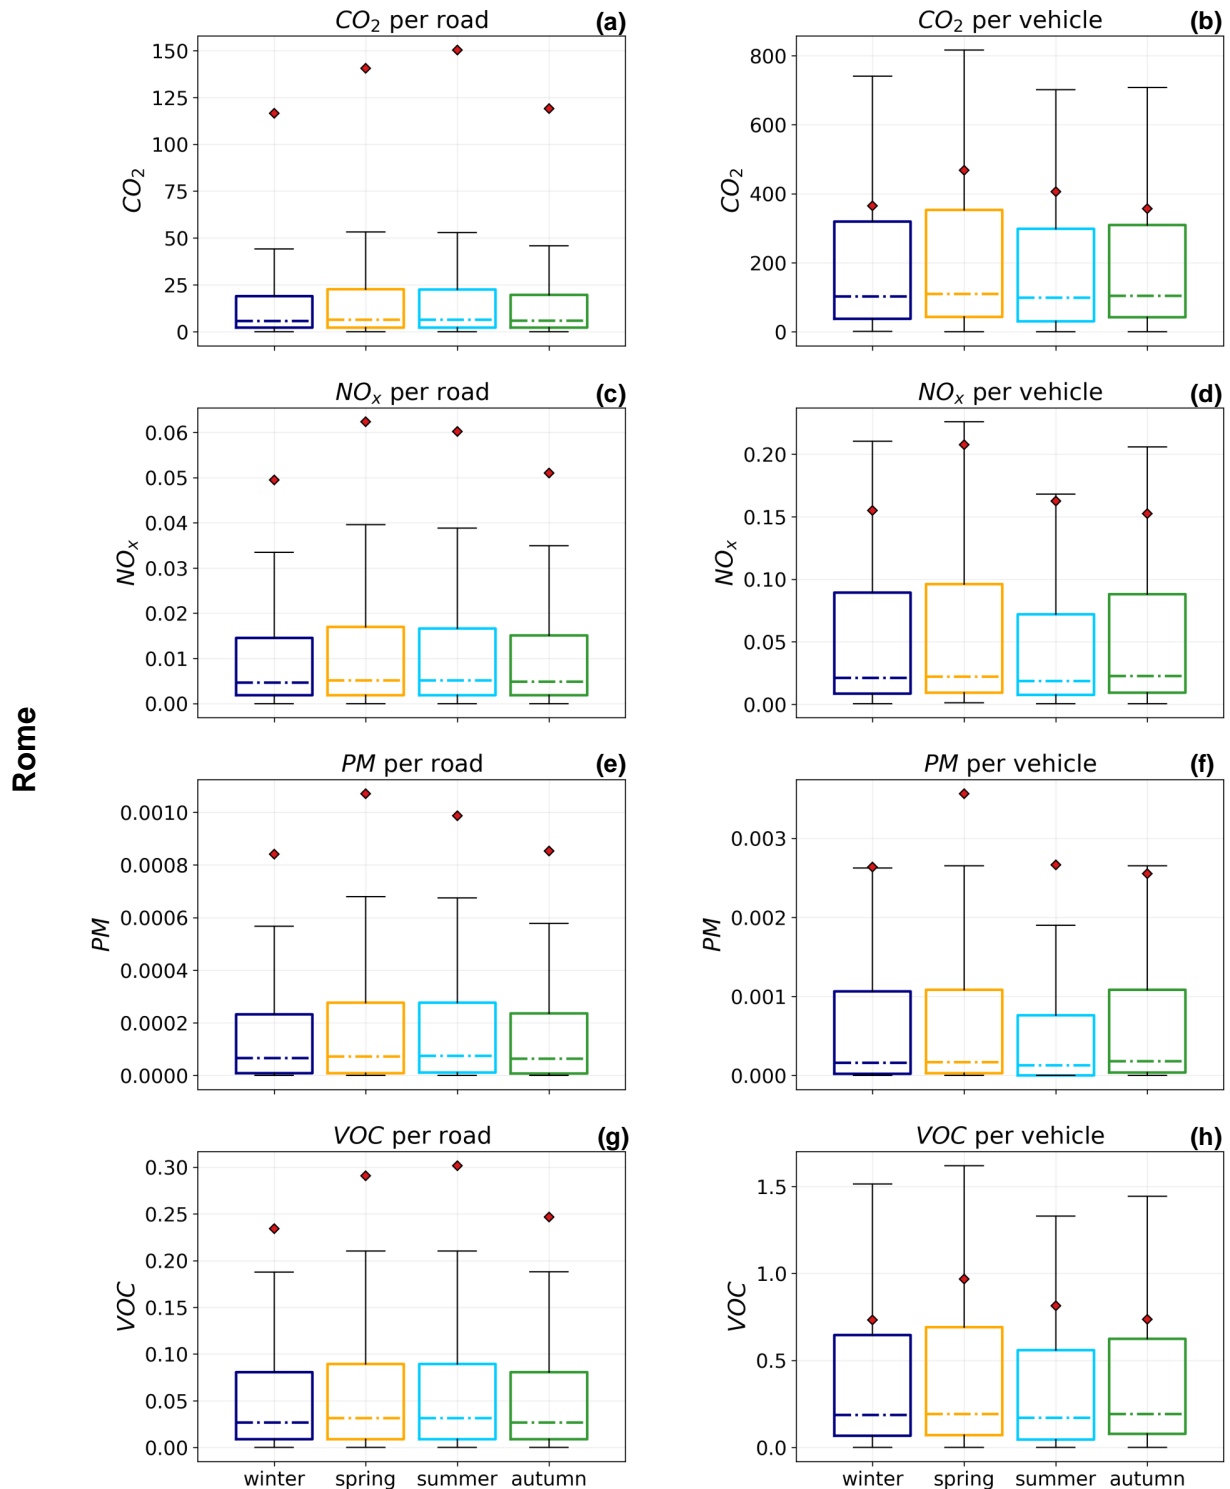 CO2 per road (a)
150
125
100
75
50
25
0
CO2
CO2 per vehicle (b)
800
600
400
200
0
CO2
NOx per road (c)
0.06
0.05
0.04
0.03
0.02
0.01
0.00
NOx
NOx per vehicle (d)
0.20
0.15
0.10
0.05
0.00
NOx
Rome
PM per road (e)
0.0010
0.0008
0.0006
0.0004
0.0002
0.0000
PM
PM per vehicle (f)
0.003
0.002
0.001
0.000
PM
VOC per road (g)
0.30
0.25
0.20
0.15
0.10
0.05
0.00
VOC
winter spring summer autumn
VOC per vehicle (h)
1.5
1.0
0.5
0.0
VOC
winter spring summer autumn